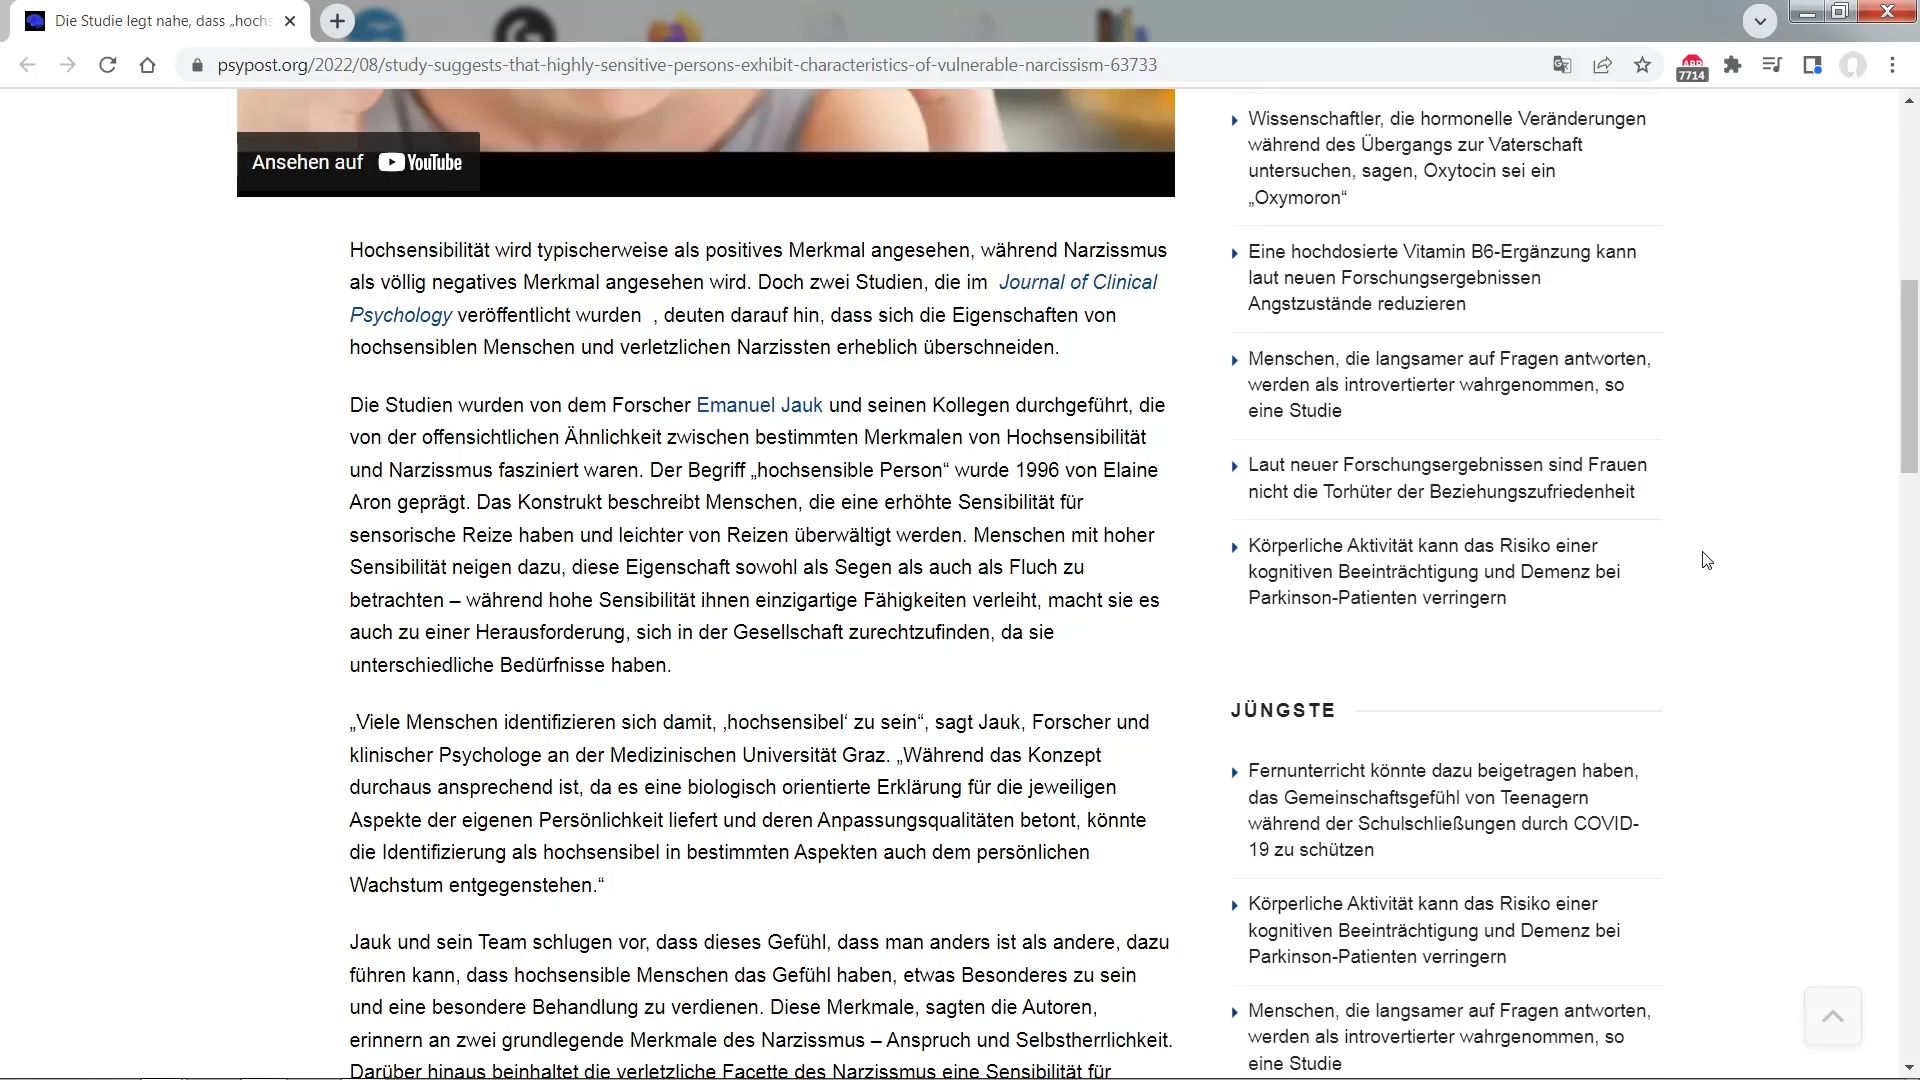 Die Studie legt nahe, dass „hochs
psypost.org/2022/08/study-suggests-that-highly-sensitive-persons-exhibit-characteristics-of-vulnerable-narcissism-63733
ABP
7714
Ansehen auf YouTube
Hochsensibilität wird typischerweise als positives Merkmal angesehen, während Narzissmus
als völlig negatives Merkmal angesehen wird. Doch zwei Studien, die im Journal of Clinical
Psychology veröffentlicht wurden , deuten darauf hin, dass sich die Eigenschaften von
hochsensiblen Menschen und verletzlichen Narzissten erheblich überschneiden.
Die Studien wurden von dem Forscher Emanuel Jauk und seinen Kollegen durchgeführt, die
von der offensichtlichen Ähnlichkeit zwischen bestimmten Merkmalen von Hochsensibilität
und Narzissmus fasziniert waren. Der Begriff „hochsensible Person“ wurde 1996 von Elaine
Aron geprägt. Das Konstrukt beschreibt Menschen, die eine erhöhte Sensibilität für
sensorische Reize haben und leichter von Reizen überwältigt werden. Menschen mit hoher
Sensibilität neigen dazu, diese Eigenschaft sowohl als Segen als auch als Fluch zu
betrachten – während hohe Sensibilität ihnen einzigartige Fähigkeiten verleiht, macht sie es
auch zu einer Herausforderung, sich in der Gesellschaft zurechtzufinden, da sie
unterschiedliche Bedürfnisse haben.
„Viele Menschen identifizieren sich damit, ‚hochsensibel‘ zu sein“, sagt Jauk, Forscher und
klinischer Psychologe an der Medizinischen Universität Graz. „Während das Konzept
durchaus ansprechend ist, da es eine biologisch orientierte Erklärung für die jeweiligen
Aspekte der eigenen Persönlichkeit liefert und deren Anpassungsqualitäten betont, könnte
die Identifizierung als hochsensibel in bestimmten Aspekten auch dem persönlichen
Wachstum entgegenstehen.“
Jauk und sein Team schlugen vor, dass dieses Gefühl, dass man anders ist als andere, dazu
führen kann, dass hochsensible Menschen das Gefühl haben, etwas Besonderes zu sein
und eine besondere Behandlung zu verdienen. Diese Merkmale, sagten die Autoren,
erinnern an zwei grundlegende Merkmale des Narzissmus – Anspruch und Selbstherrlichkeit.
Darüber hinaus beinhaltet die verletzliche Facette des Narzissmus eine Sensibilität für
Wissenschaftler, die hormonelle Veränderungen
während des Übergangs zur Vaterschaft
untersuchen, sagen, Oxytocin sei ein
„Oxymoron“
Eine hochdosierte Vitamin B6-Ergänzung kann
laut neuen Forschungsergebnissen
Angstzustände reduzieren
Menschen, die langsamer auf Fragen antworten,
werden als introvertierter wahrgenommen, so
eine Studie
Laut neuer Forschungsergebnissen sind Frauen
nicht die Torhüter der Beziehungszufriedenheit
Körperliche Aktivität kann das Risiko einer
kognitiven Beeinträchtigung und Demenz bei
Parkinson-Patienten verringern
JÜNGSTE
Fernunterricht könnte dazu beigetragen haben,
das Gemeinschaftsgefühl von Teenagern
während der Schulschließungen durch COVID-
19 zu schützen
Körperliche Aktivität kann das Risiko einer
kognitiven Beeinträchtigung und Demenz bei
Parkinson-Patienten verringern
Menschen, die langsamer auf Fragen antworten,
werden als introvertierter wahrgenommen, so
eine Studie